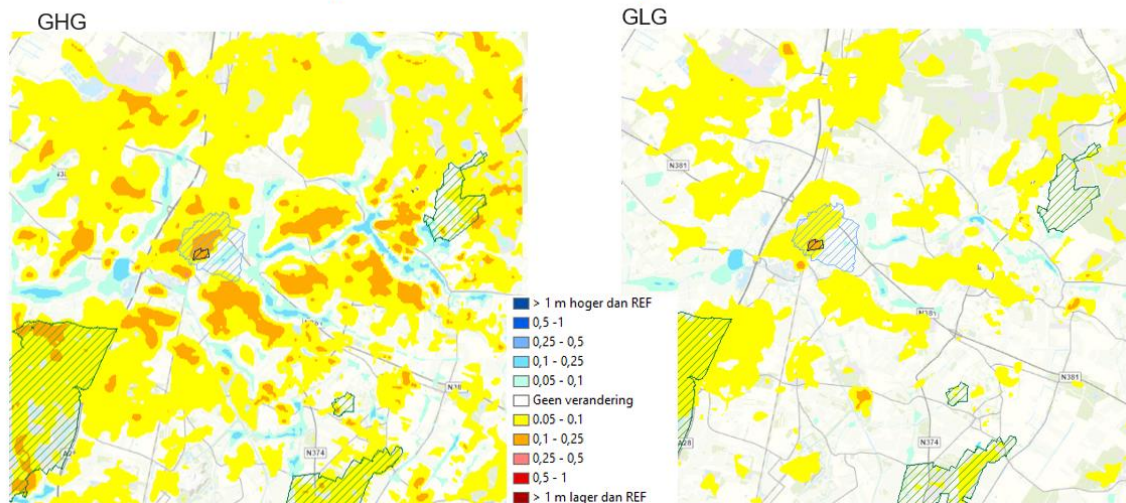 GHG
GLG
N381
> 1 m hoger dan REF
0,5 -1
0,25 - 0,5
0,1 - 0,25
0,05 - 0,1
Geen verandering
0.05 - 0,1
0,1 - 0,25
0,25 - 0,5
0,5 - 1
> 1 m lager dan REF
N381
N381
N374
N374
A28